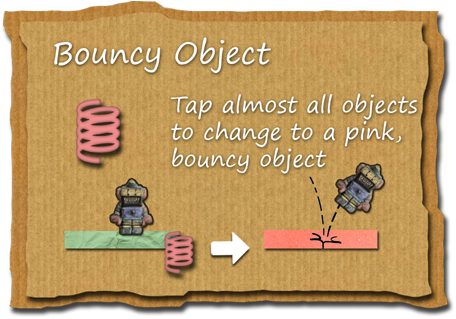 Bouncy Object
Tap almost all objects
to change to a pink,
bouncy object